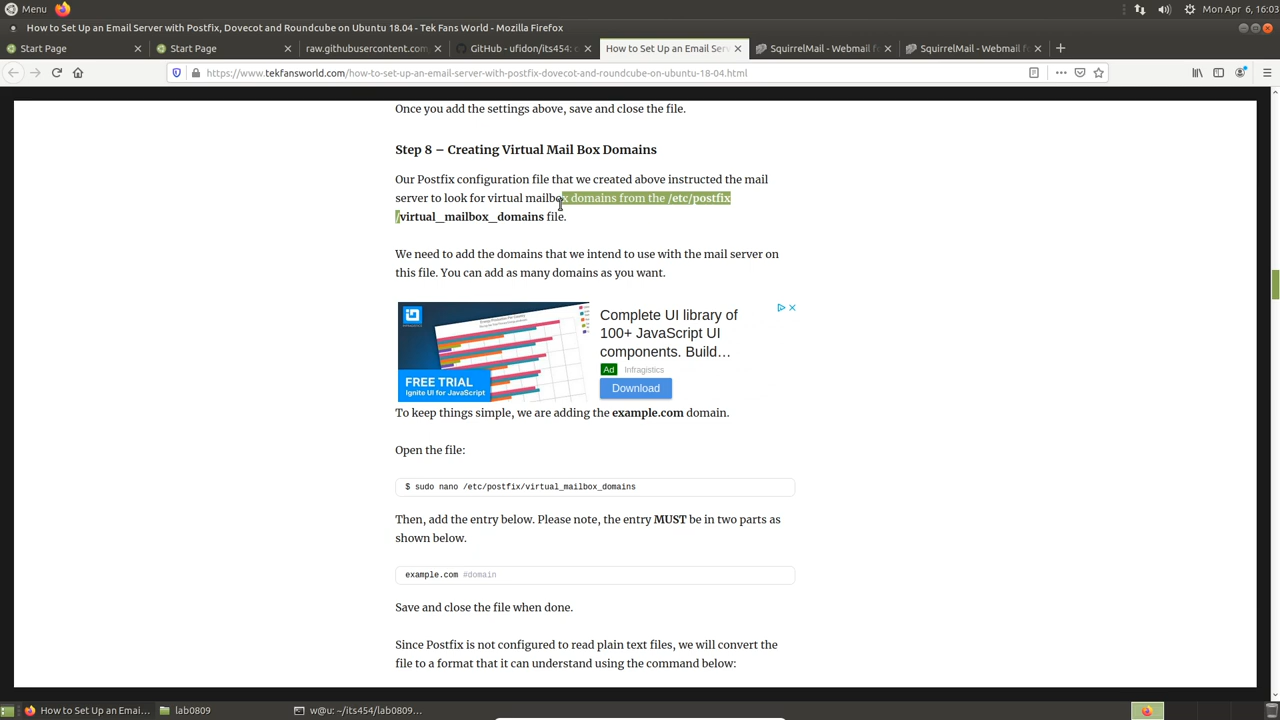 Menu
Mon Apr 6, 16:03
How to Set Up an Email Server with Postfix, Dovecot and Roundcube on Ubuntu 18.04 - Tek Fans World - Mozilla Firefox
Start Page
Start Page
raw.githubusercontent.com
GitHub - ufidon/its454: c
How to Set Up an Email Serv
SquirrelMail - Webmail for
SquirrelMail - Webmail for
https://www.tekfansworld.com/how-to-set-up-an-email-server-with-postfix-dovecot-and-roundcube-on-ubuntu-18-04.html
Once you add the settings above, save and close the file.
Step 8 – Creating Virtual Mail Box Domains
Our Postfix configuration file that we created above instructed the mail
server to look for virtual mailbox domains from the /etc/postfix
/virtual_mailbox_domains file.
We need to add the domains that we intend to use with the mail server on
this file. You can add as many domains as you want.
FREE TRIAL
Ignite UI for JavaScript
Complete UI library of
100+ JavaScript UI
components. Build...
Ad Infragistics
Download
To keep things simple, we are adding the example.com domain.
Open the file:
$ sudo nano /etc/postfix/virtual_mailbox_domains
Then, add the entry below. Please note, the entry MUST be in two parts as
shown below.
example.com #domain
Save and close the file when done.
Since Postfix is not configured to read plain text files, we will convert the
file to a format that it can understand using the command below:
How to Set Up an Emai...
lab0809
w@u: ~/its454/lab0809...